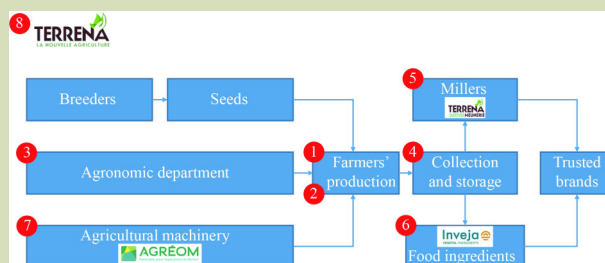 8
TERRENA
LA NOUVELLE AGRICULTURE
Breeders
Seeds
5
Millers
TERRENA
3
Agronomic department
1
2
Farmers'
production
4
Collection
and storage
Trusted
brands
7
Agricultural machinery
AGRÉOM
6
Inveja
Food ingredients